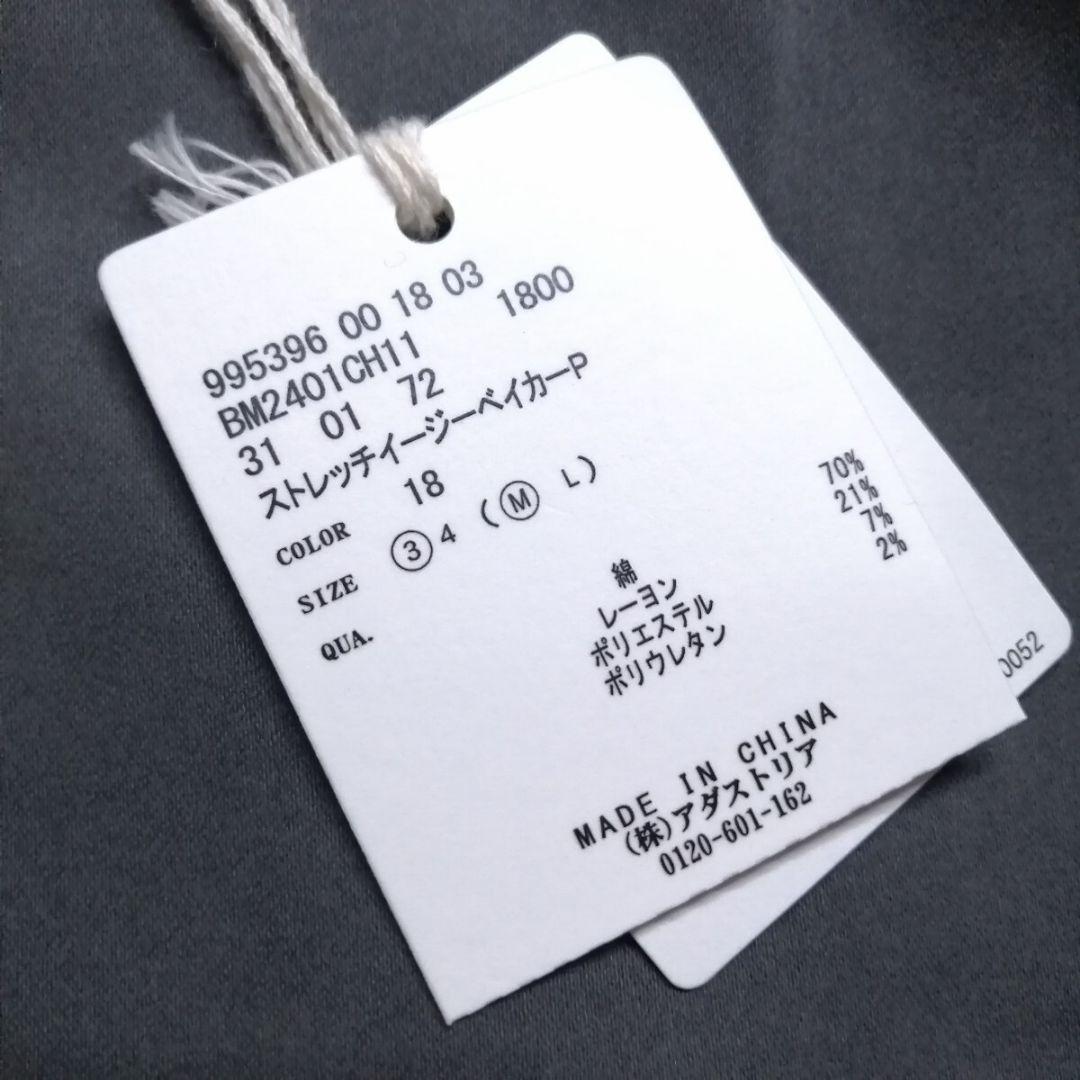 995396 00 18 03
BM2401CH11 1800
31 01 72
ストレッチイージーベイカーP
COLOR 18
SIZE ③ 4 ( Ⓜ L )
QUA.
綿 70%
レーヨン 21%
ポリエステル 7%
ポリウレタン 2%
MADE IN CHINA
(株)アダストリア
0120-601-162
0052